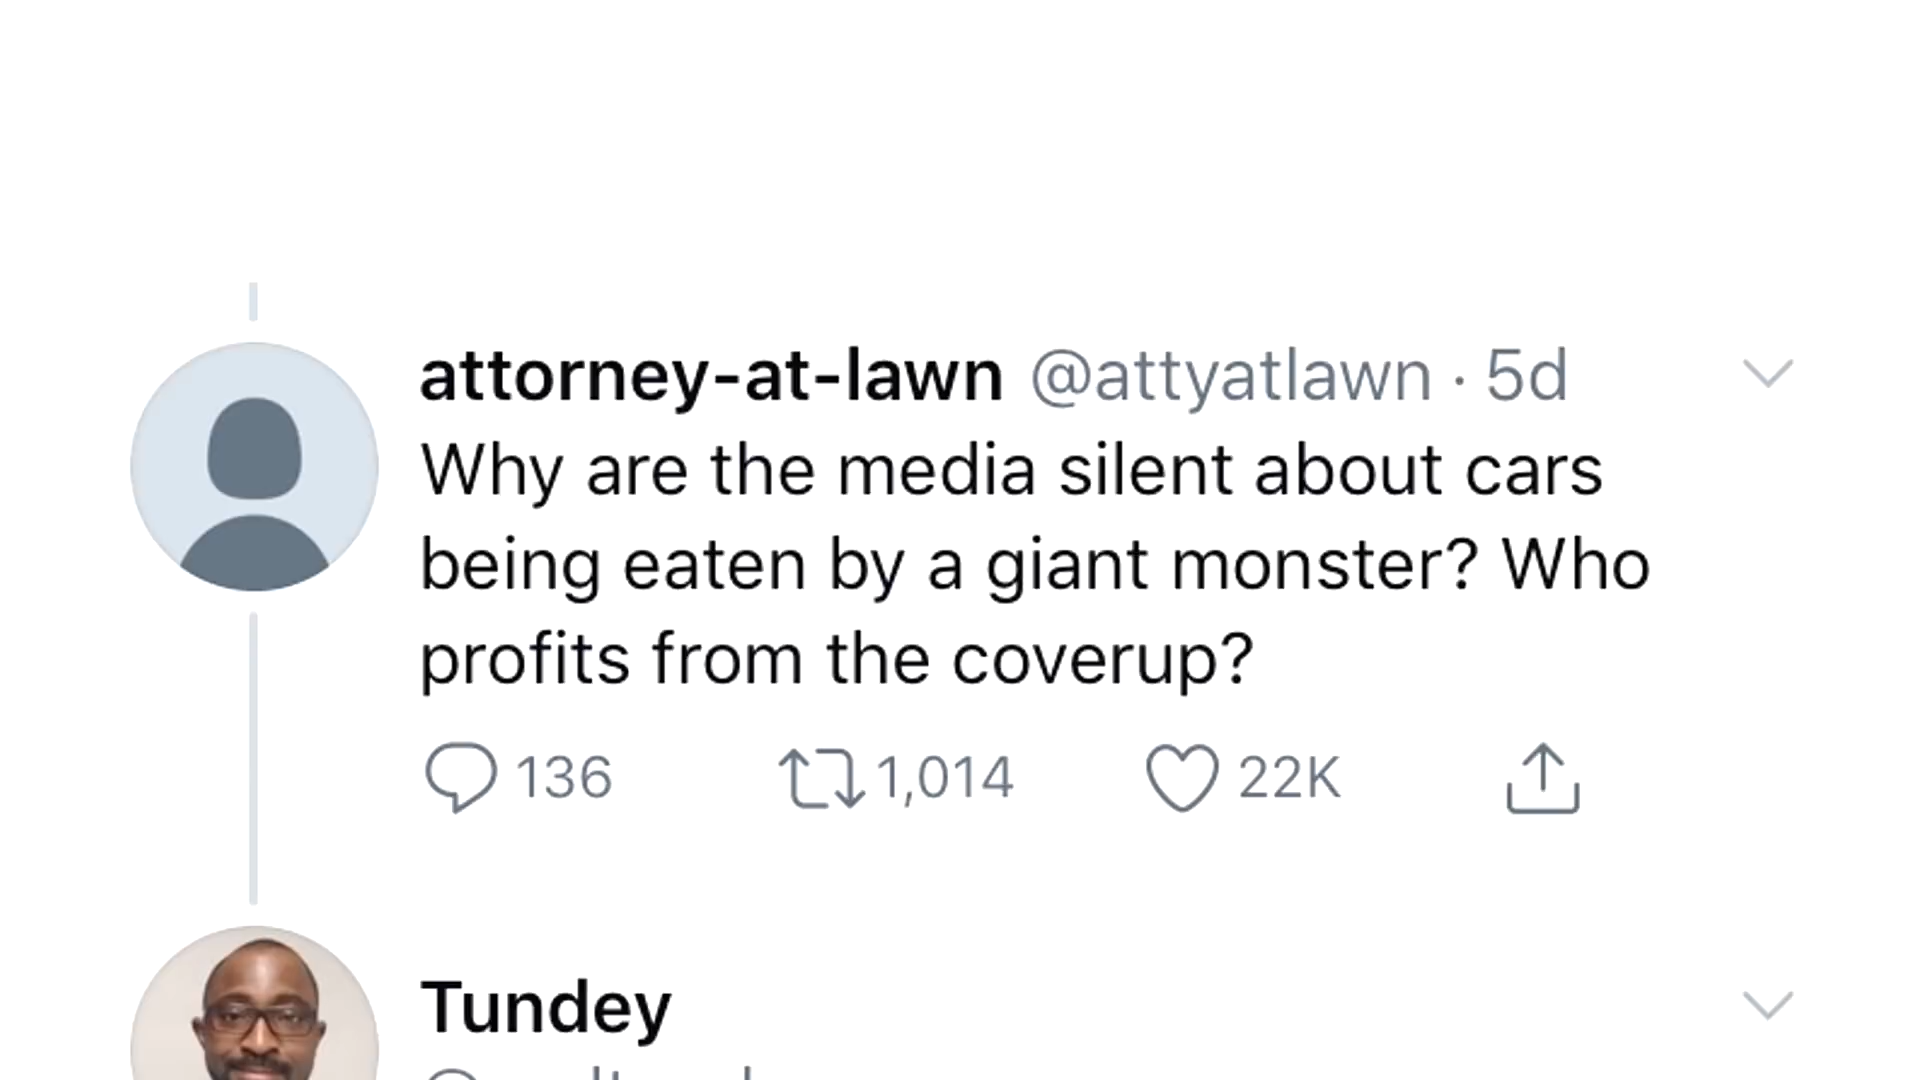 attorney-at-lawn @attyatlawn · 5d
Why are the media silent about cars
being eaten by a giant monster? Who
profits from the coverup?
136 1,014 22K
Tundey